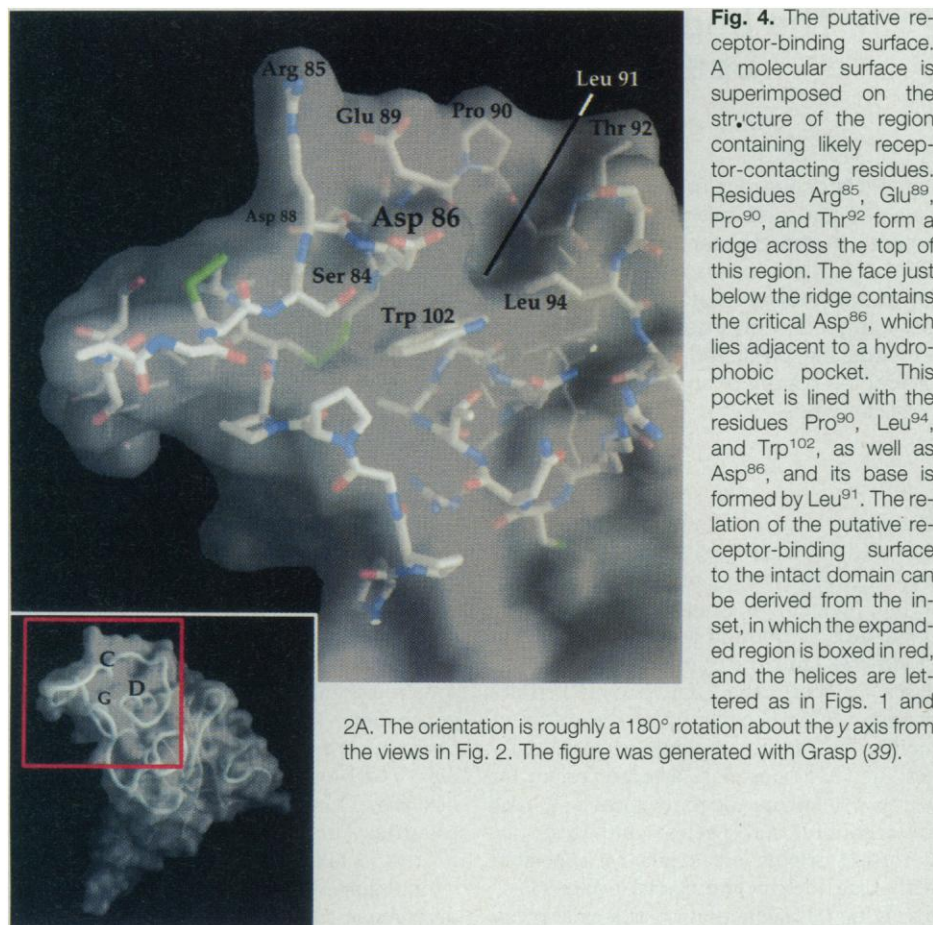 Arg 85
Leu 91
Glu 89
Pro 90
Thr 92
Asp 88
Asp 86
Ser 84
Leu 94
Trp 102
C
G
D
Fig. 4. The putative re-
ceptor-binding surface.
A molecular surface is
superimposed on the
structure of the region
containing likely recep-
tor-contacting residues.
Residues Arg⁸⁵, Glu⁸⁹,
Pro⁹⁰, and Thr⁹² form a
ridge across the top of
this region. The face just
below the ridge contains
the critical Asp⁸⁶, which
lies adjacent to a hydro-
phobic pocket. This
pocket is lined with the
residues Pro⁹⁰, Leu⁹⁴,
and Trp¹⁰², as well as
Asp⁸⁶, and its base is
formed by Leu⁹¹. The re-
lation of the putative re-
ceptor-binding surface
to the intact domain can
be derived from the in-
set, in which the expand-
ed region is boxed in red,
and the helices are let-
tered as in Figs. 1 and
2A. The orientation is roughly a 180° rotation about the y axis from
the views in Fig. 2. The figure was generated with Grasp (39).